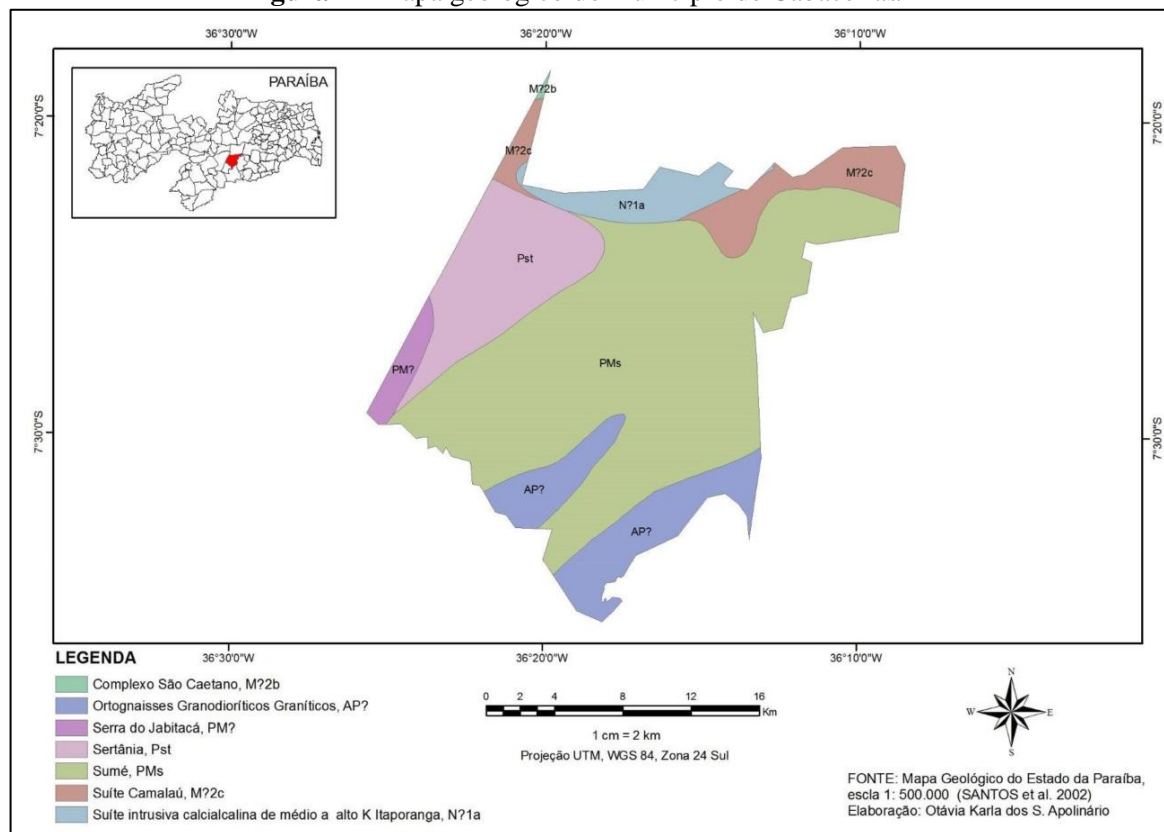 36°30'0"W
36°20'0"W
36°10'0"W
PARAÍBA
7°20'0"S
7°20'0"S
M?2b
M?2c
M?2c
N?1a
Pst
PMs
PM?
7°30'0"S
7°30'0"S
AP?
AP?
36°30'0"W
36°20'0"W
36°10'0"W
LEGENDA
Complexo São Caetano, M?2b
Ortognaisses Granodioríticos Graníticos, AP?
Serra do Jabitacá, PM?
Sertânia, Pst
Sumé, PMs
Suíte Camalaú, M?2c
Suíte intrusiva calcialcalina de médio a alto K Itaporanga, N?1a
0 2 4 8 12 16
Km
1 cm = 2 km
Projeção UTM, WGS 84, Zona 24 Sul
N
W E
S
FONTE: Mapa Geológico do Estado da Paraíba,
escla 1: 500.000 (SANTOS et al. 2002)
Elaboração: Otávia Karla dos S. Apolinário